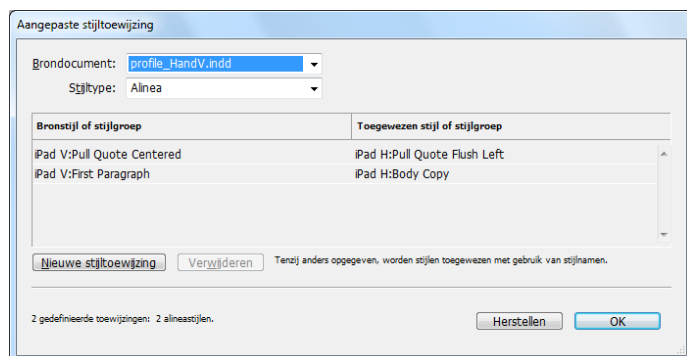 Aangepaste stijltoewijzing
Brondocument: profile_HandV.indd
Stijltype: Alinea
Bronstijl of stijlgroep Toegewezen stijl of stijlgroep
iPad V:Pull Quote Centered iPad H:Pull Quote Flush Left
iPad V:First Paragraph iPad H:Body Copy
Nieuwe stijltoewijzing Verwijderen Tenzij anders opgegeven, worden stijlen toegewezen met gebruik van stijlnamen.
2 gedefinieerde toewijzingen: 2 alineastijlen. Herstellen OK